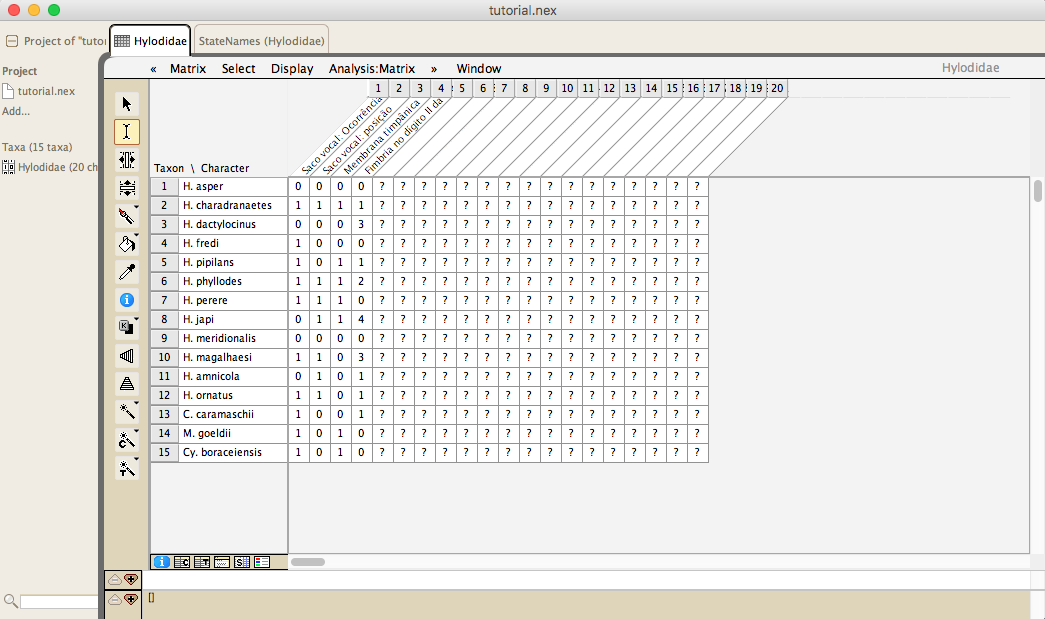 tutorial.nex
Project of "tutor
Hylodidae
StateNames (Hylodidae)
« Matrix Select Display Analysis:Matrix » Window
Hylodidae
Project
tutorial.nex
Add...
Taxa (15 taxa)
Hylodidae (20 ch
1 2 3 4 5 6 7 8 9 10 11 12 13 14 15 16 17 18 19 20
Saco vocal: Ocorrência
Saco vocal: posição
Membrana timpânica
Fimbria no digito II da
Taxon \ Character
1 H. asper 0 0 0 0 ? ? ? ? ? ? ? ? ? ? ? ? ? ? ? ?
2 H. charadranaetes 1 1 1 1 ? ? ? ? ? ? ? ? ? ? ? ? ? ? ? ?
3 H. dactylocinus 0 0 0 3 ? ? ? ? ? ? ? ? ? ? ? ? ? ? ? ?
4 H. fredi 1 0 0 0 ? ? ? ? ? ? ? ? ? ? ? ? ? ? ? ?
5 H. pipilans 1 0 1 1 ? ? ? ? ? ? ? ? ? ? ? ? ? ? ? ?
6 H. phyllodes 1 1 1 2 ? ? ? ? ? ? ? ? ? ? ? ? ? ? ? ?
7 H. perere 1 1 1 0 ? ? ? ? ? ? ? ? ? ? ? ? ? ? ? ?
8 H. japi 0 1 1 4 ? ? ? ? ? ? ? ? ? ? ? ? ? ? ? ?
9 H. meridionalis 0 0 0 0 ? ? ? ? ? ? ? ? ? ? ? ? ? ? ? ?
10 H. magalhaesi 1 1 0 3 ? ? ? ? ? ? ? ? ? ? ? ? ? ? ? ?
11 H. amnicola 0 1 0 1 ? ? ? ? ? ? ? ? ? ? ? ? ? ? ? ?
12 H. ornatus 1 1 0 1 ? ? ? ? ? ? ? ? ? ? ? ? ? ? ? ?
13 C. caramaschii 1 0 0 1 ? ? ? ? ? ? ? ? ? ? ? ? ? ? ? ?
14 M. goeldii 1 0 1 0 ? ? ? ? ? ? ? ? ? ? ? ? ? ? ? ?
15 Cy. boraceiensis 1 0 1 0 ? ? ? ? ? ? ? ? ? ? ? ? ? ? ? ?
[]